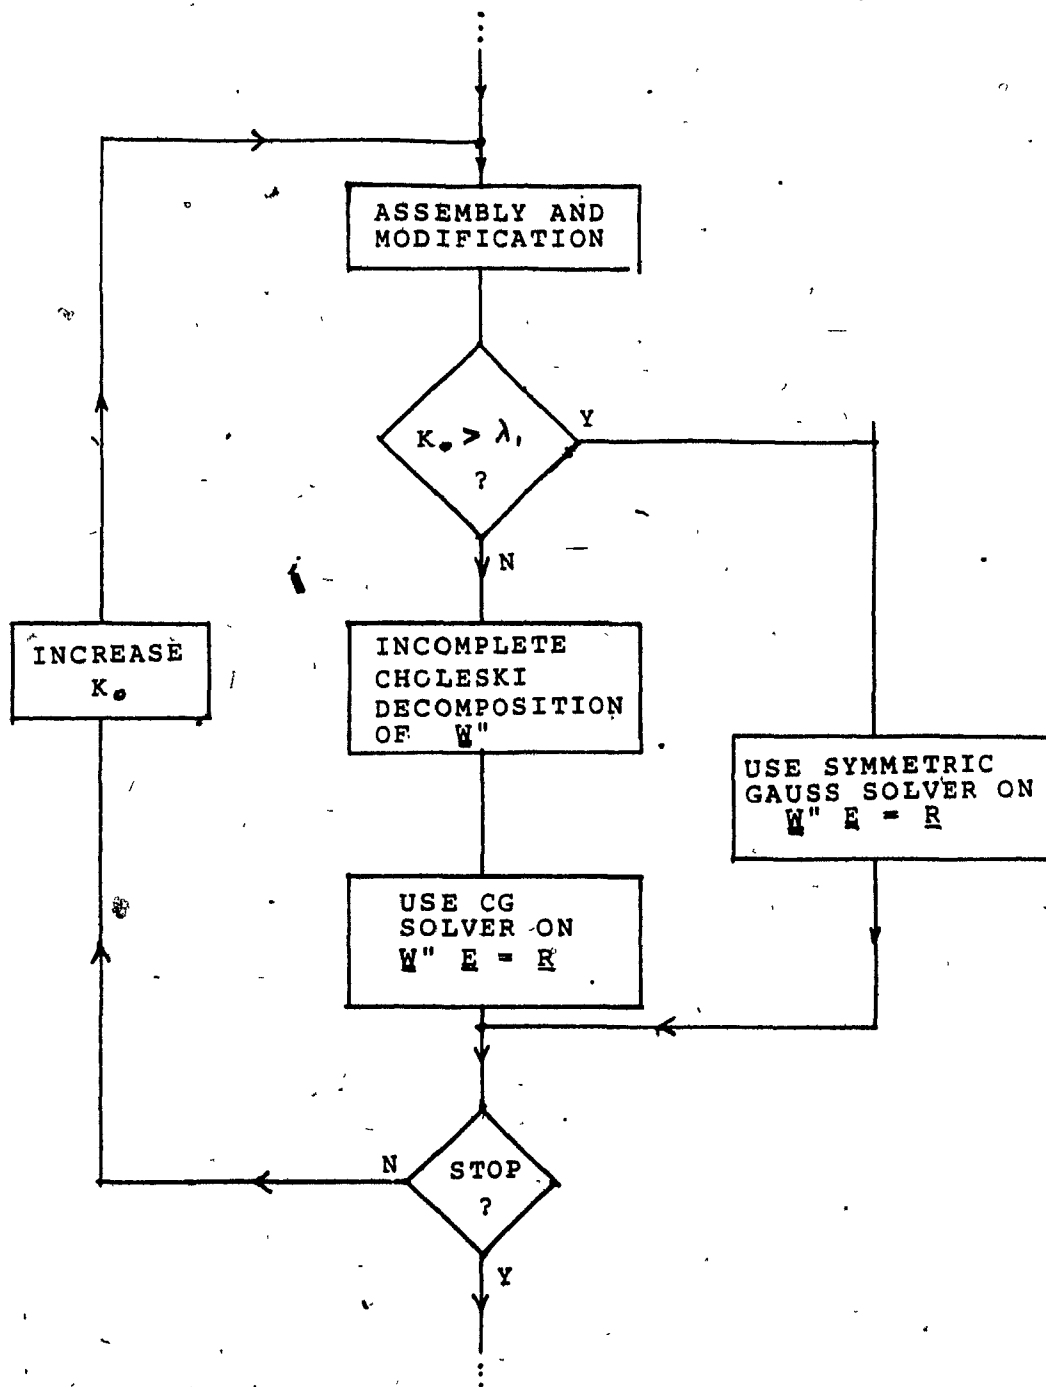 ASSEMBLY AND
MODIFICATION
K₀ > λ₁
?
Y
N
INCREASE
K₀
INCOMPLETE
CHOLESKI
DECOMPOSITION
OF W"
USE SYMMETRIC
GAUSS SOLVER ON
W" E = R
USE CG
SOLVER ON
W" E = R
N
STOP
?
Y